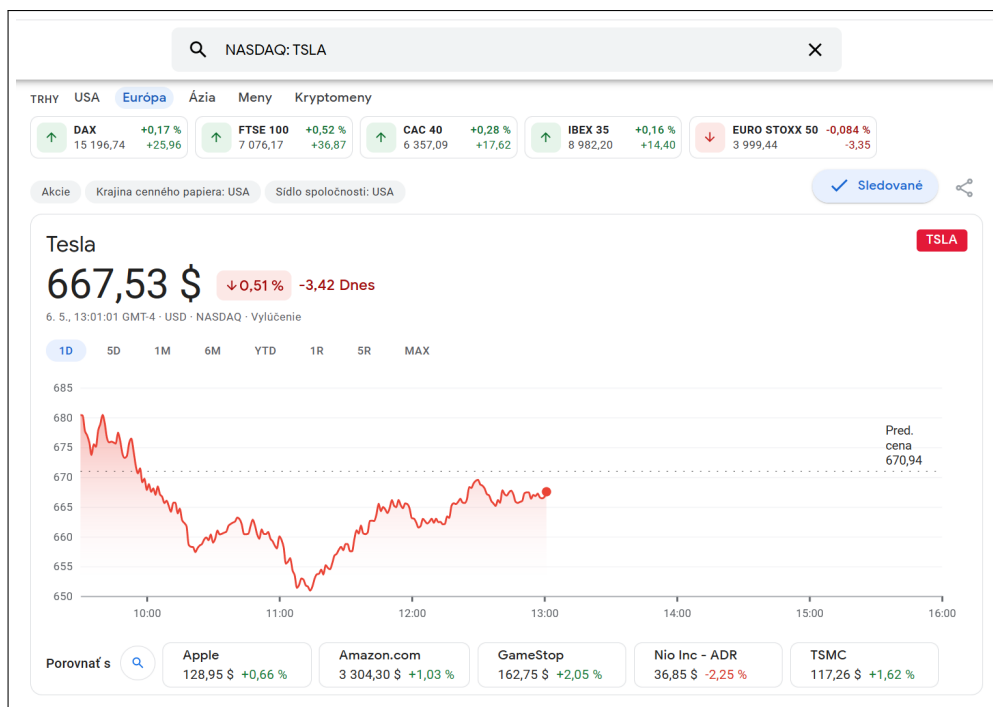 NASDAQ: TSLA
TRHY USA Európa Ázia Meny Kryptomeny
DAX +0,17 % FTSE 100 +0,52 % CAC 40 +0,28 % IBEX 35 +0,16 % EURO STOXX 50 -0,084 %
15 196,74 +25,96 7 076,17 +36,87 6 357,09 +17,62 8 982,20 +14,40 3 999,44 -3,35
Akcie Krajina cenného papiera: USA Sídlo spoločnosti: USA Sledované
Tesla TSLA
667,53 $ 0,51 % -3,42 Dnes
6. 5., 13:01:01 GMT-4 · USD · NASDAQ · Vylúčenie
1D 5D 1M 6M YTD 1R 5R MAX
685
680
675
670
665
660
655
650
Pred.
cena
670,94
10:00 11:00 12:00 13:00 14:00 15:00 16:00
Porovnať s
Apple Amazon.com GameStop Nio Inc - ADR TSMC
128,95 $ +0,66 % 3 304,30 $ +1,03 % 162,75 $ +2,05 % 36,85 $ -2,25 % 117,26 $ +1,62 %